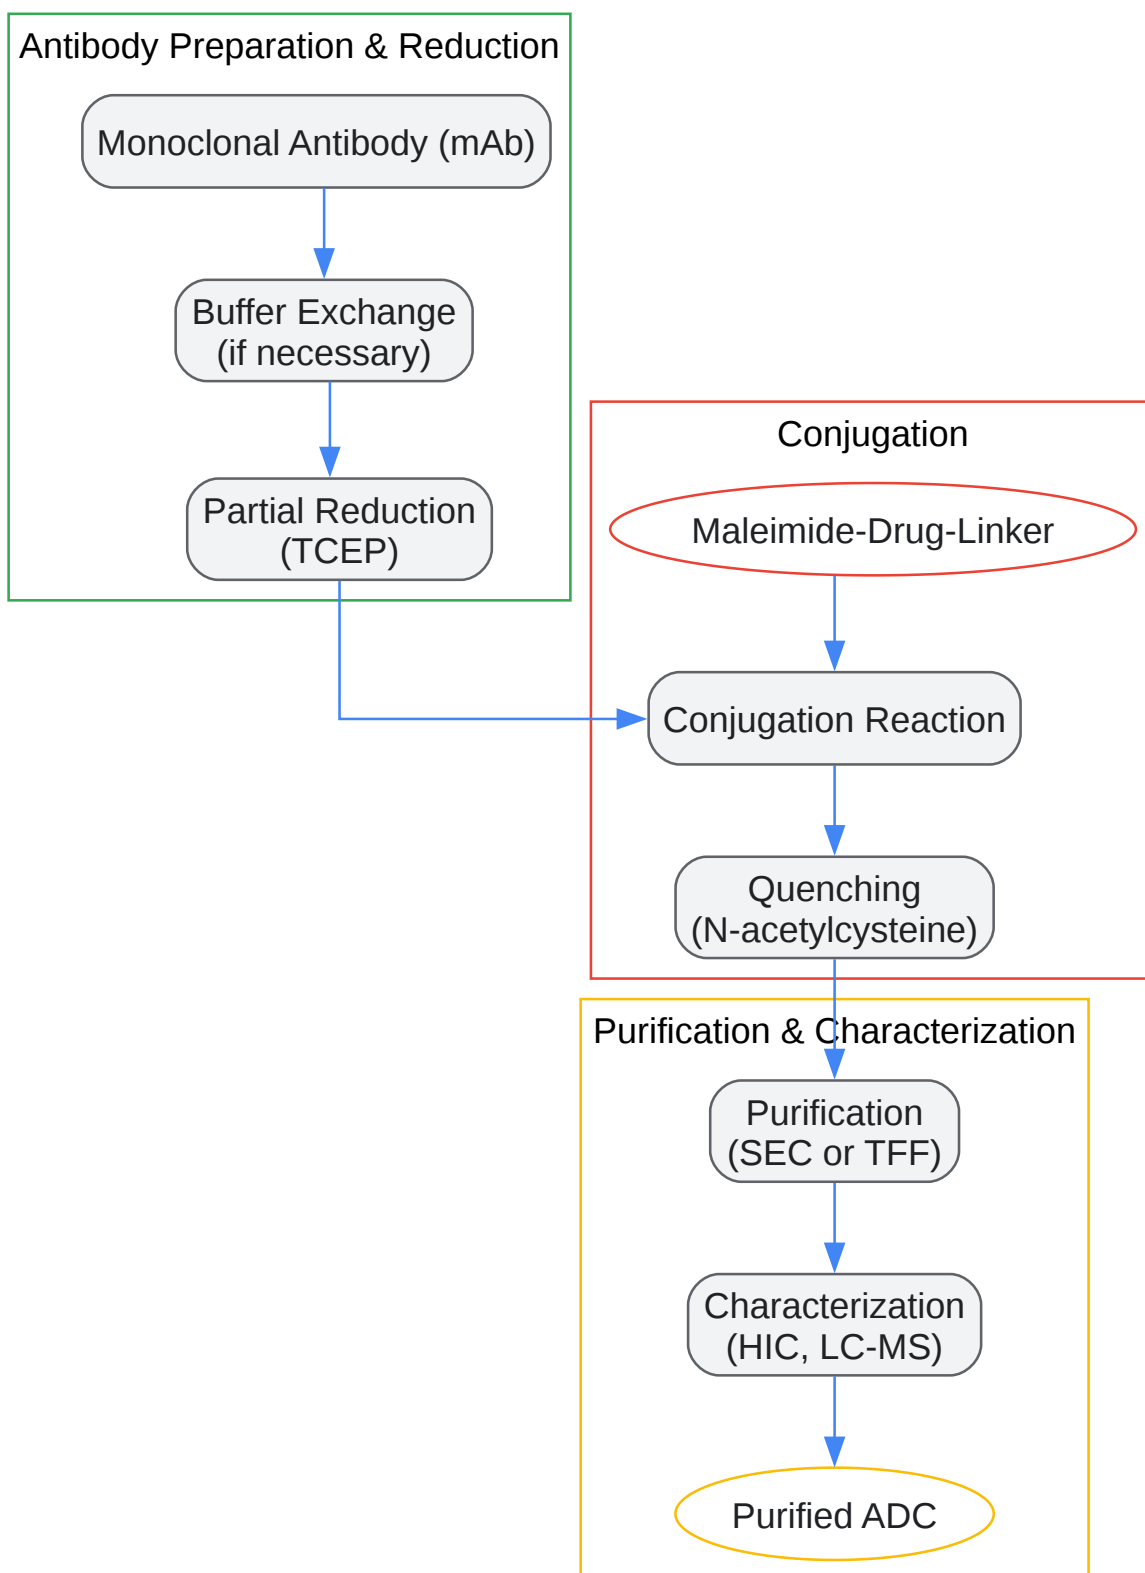 Antibody Preparation & Reduction
Monoclonal Antibody (mAb)
Buffer Exchange
(if necessary)
Partial Reduction
(TCEP)
Conjugation
Maleimide-Drug-Linker
Conjugation Reaction
Quenching
(N-acetylcysteine)
Purification & Characterization
Purification
(SEC or TFF)
Characterization
(HIC, LC-MS)
Purified ADC